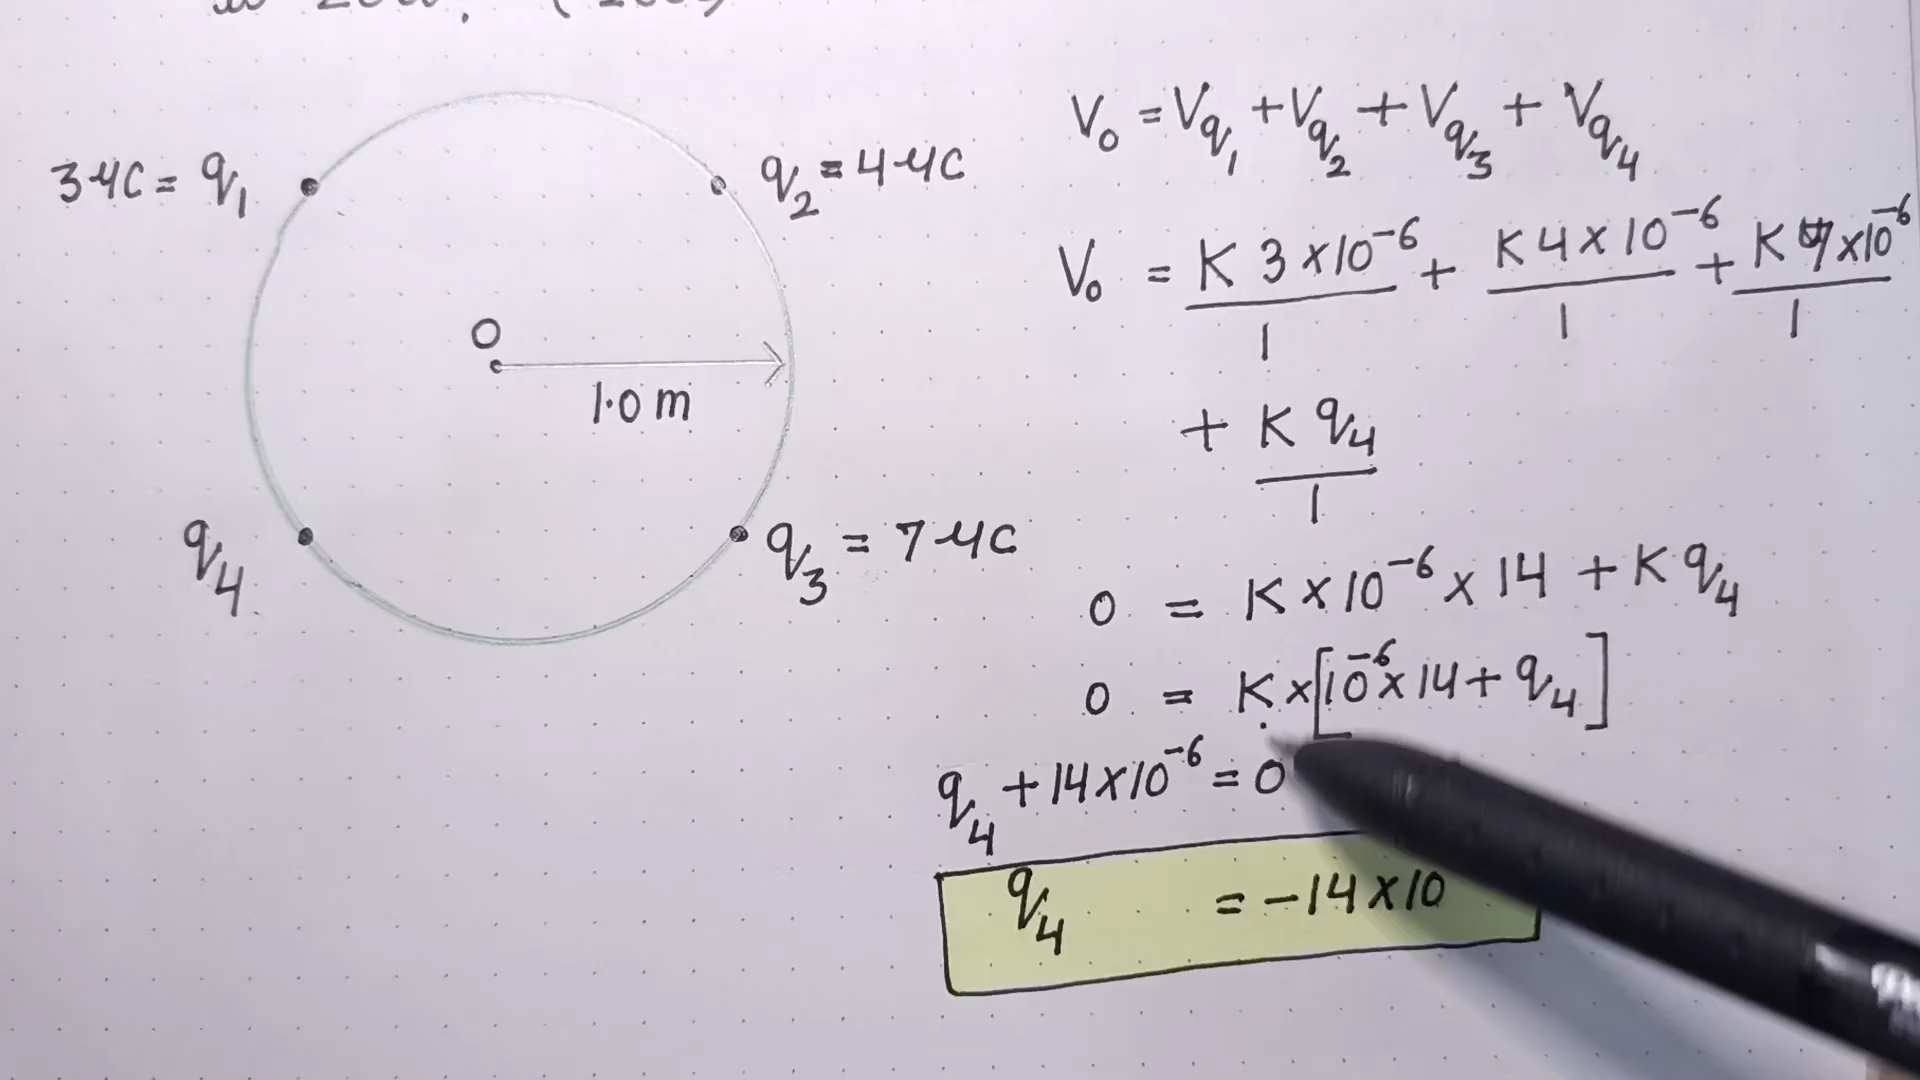 3μC = q₁
q₂ = 4μC
O
1.0 m
q₄
q₃ = 7μC
V₀ = Vq₁ + Vq₂ + Vq₃ + Vq₄
V₀ = K 3×10⁻⁶/1 + K 4×10⁻⁶/1 + K 7×10⁻⁶/1
+ K q₄/1
0 = K×10⁻⁶×14 + K q₄
0 = K×[10⁻⁶×14 + q₄]
q₄ + 14×10⁻⁶ = 0
q₄ = -14×10